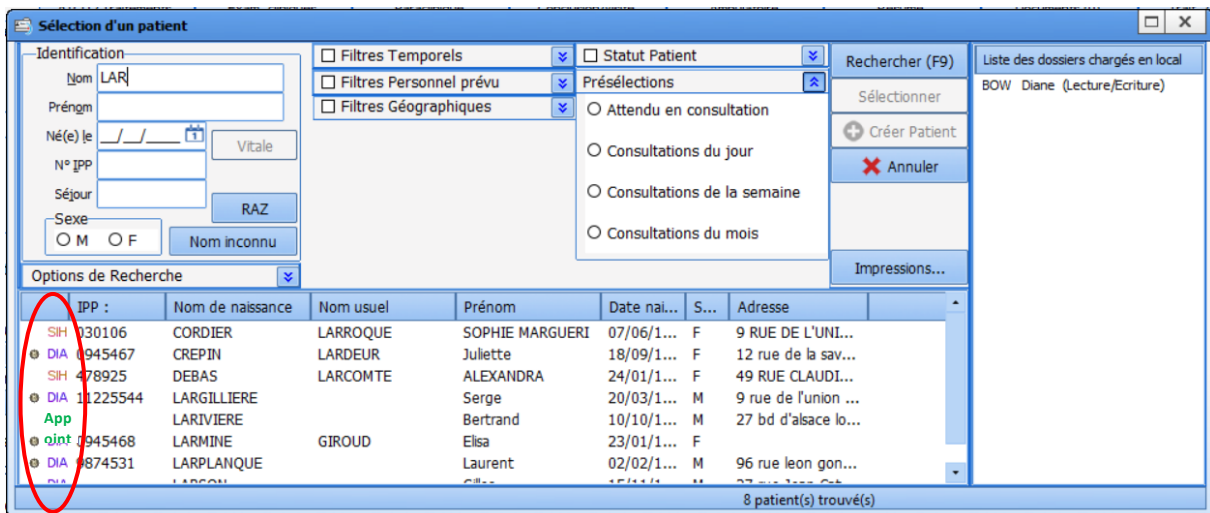 Sélection d'un patient
Identification
Nom LAR
Prénom
Né(e) le __/__/____
Vitale
N° IPP
Séjour
RAZ
Sexe
M F
Nom inconnu
Options de Recherche
Filtres Temporels
Filtres Personnel prévu
Filtres Géographiques
Statut Patient
Présélections
Attendu en consultation
Consultations du jour
Consultations de la semaine
Consultations du mois
Rechercher (F9)
Sélectionner
Créer Patient
Annuler
Impressions...
Liste des dossiers chargés en local
BOW Diane (Lecture/Ecriture)
IPP : Nom de naissance Nom usuel Prénom Date nai... S... Adresse
SIH 030106 CORDIER LARROQUE SOPHIE MARGUERI 07/06/1... F 9 RUE DE L'UNI...
DIA 0945467 CREPIN LARDEUR Juliette 18/09/1... F 12 rue de la sav...
SIH 478925 DEBAS LARCOMTE ALEXANDRA 24/01/1... F 49 RUE CLAUDI...
DIA 11225544 LARGILLIERE Serge 20/03/1... M 9 rue de l'union ...
App LARIVIERE Bertrand 10/10/1... M 27 bd d'alsace lo...
oint 0945468 LARMINE GIROUD Elisa 23/01/1... F
DIA 9874531 LARPLANQUE Laurent 02/02/1... M 96 rue leon gon...
8 patient(s) trouvé(s)